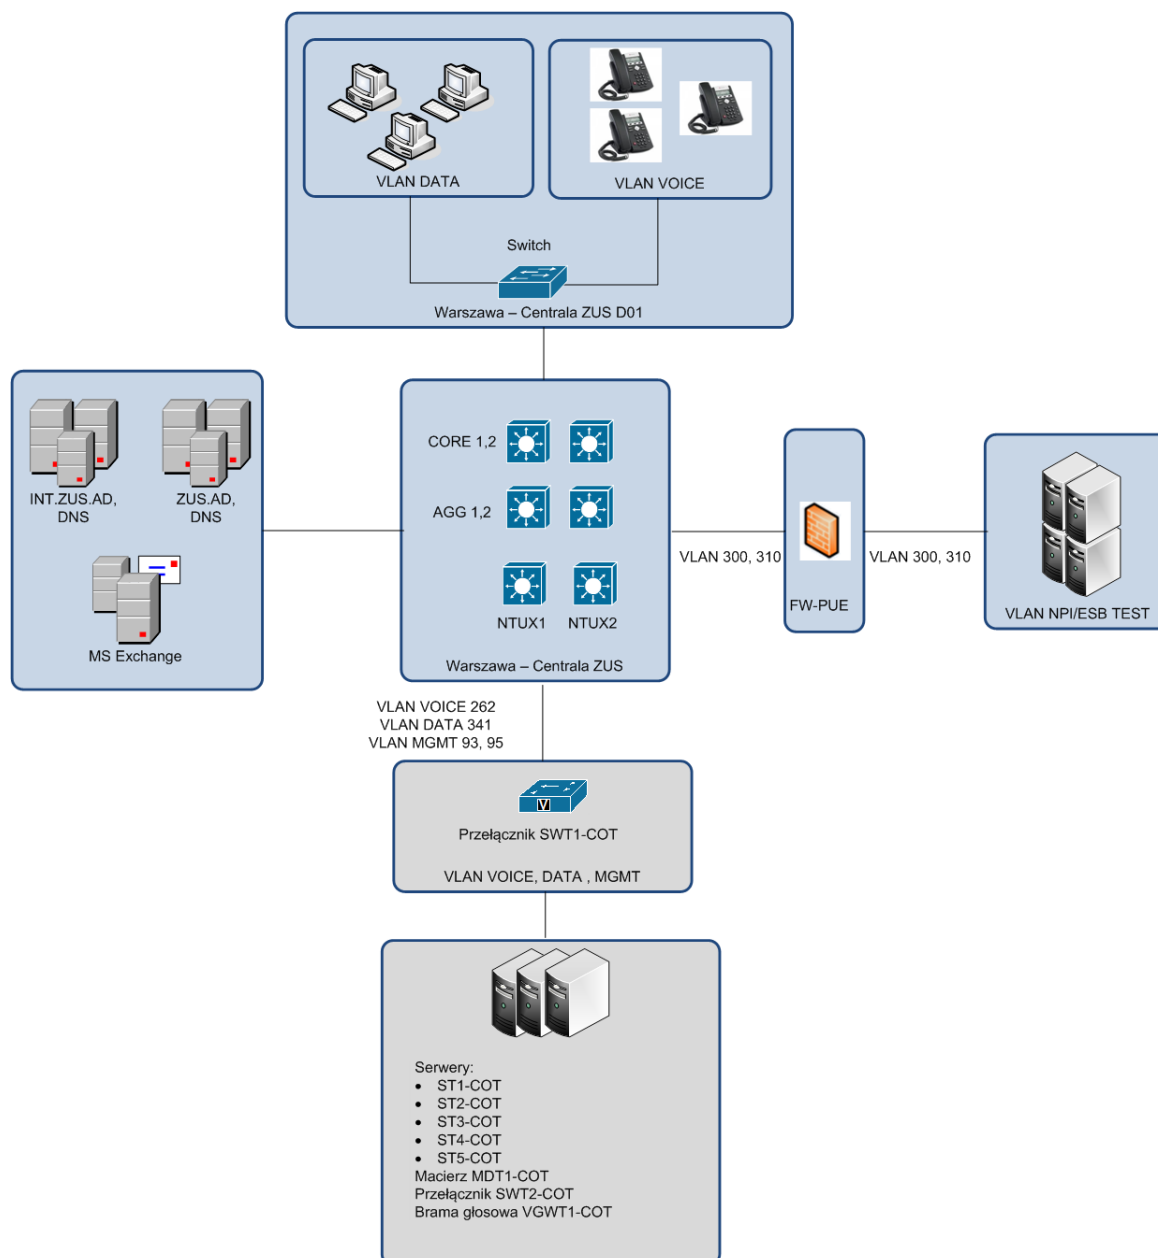 VLAN DATA
VLAN VOICE
Switch
Warszawa – Centrala ZUS D01
INT.ZUS.AD,
DNS
ZUS.AD,
DNS
MS Exchange
CORE 1,2
AGG 1,2
NTUX1
NTUX2
Warszawa – Centrala ZUS
VLAN 300, 310
FW-PUE
VLAN 300, 310
VLAN NPI/ESB TEST
VLAN VOICE 262
VLAN DATA 341
VLAN MGMT 93, 95
V
Przełącznik SWT1-COT
VLAN VOICE, DATA , MGMT
Serwery:
• ST1-COT
• ST2-COT
• ST3-COT
• ST4-COT
• ST5-COT
Macierz MDT1-COT
Przełącznik SWT2-COT
Brama głosowa VGWT1-COT